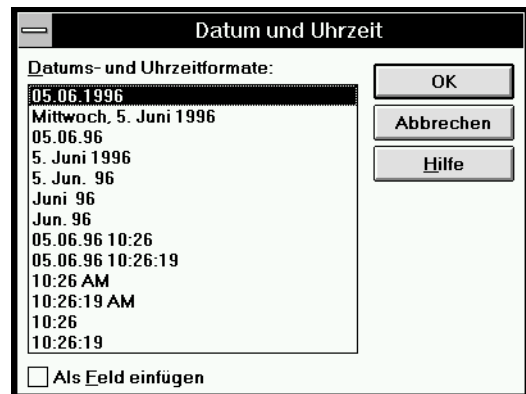 Datum und Uhrzeit
Datums- und Uhrzeitformate:
05.06.1996
Mittwoch, 5. Juni 1996
05.06.96
5. Juni 1996
5. Jun. 96
Juni 96
Jun. 96
05.06.96 10:26
05.06.96 10:26:19
10:26 AM
10:26:19 AM
10:26
10:26:19
Als Feld einfügen
OK
Abbrechen
Hilfe